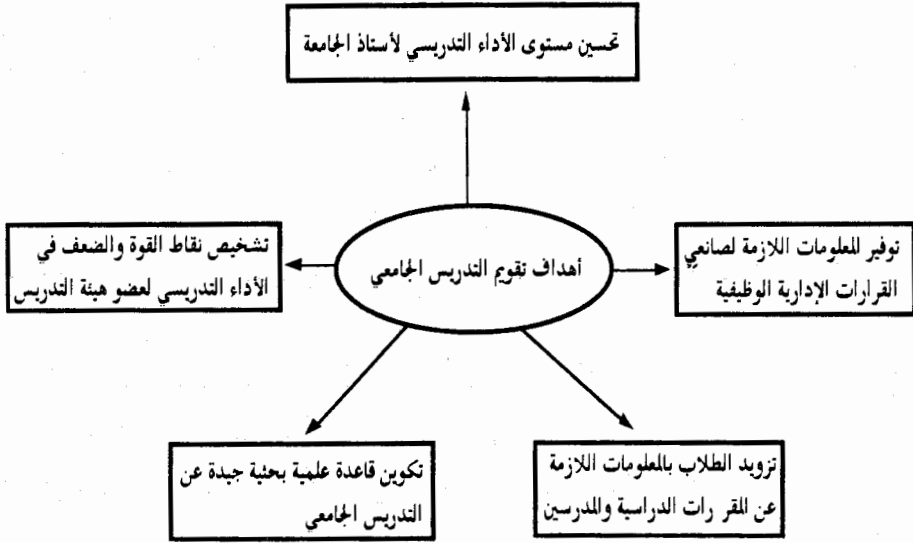 تحسين مستوى الأداء التدريسي لأستاذ الجامعة
توفير المعلومات اللازمة لصانعي
القرارات الإدارية الوظيفية
أهداف تقويم التدريس الجامعي
تشخيص نقاط القوة والضعف في
الأداء التدريسي لعضو هيئة التدريس
تزويد الطلاب بالمعلومات اللازمة
عن المقر رات الدراسية والمدرسين
تكوين قاعدة علمية بحثية جيدة عن
التدريس الجامعي